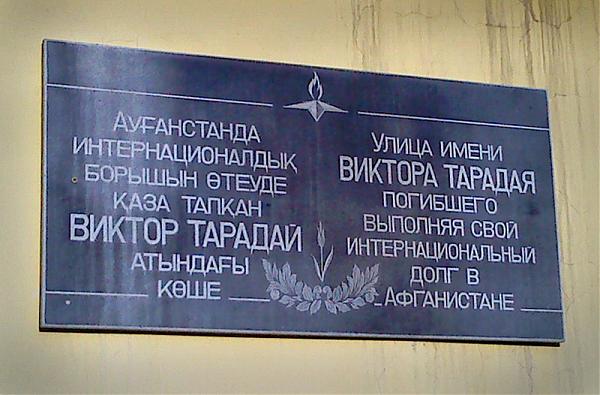 АУҒАНСТАНДА
ИНТЕРНАЦИОНАЛДЫҚ
БОРЫШЫН ӨТЕУДЕ
ҚАЗА ТАПҚАН
ВИКТОР ТАРАДАЙ
АТЫНДАҒЫ
КӨШЕ
УЛИЦА ИМЕНИ
ВИКТОРА ТАРАДАЯ
ПОГИБШЕГО
ВЫПОЛНЯЯ СВОЙ
ИНТЕРНАЦИОНАЛЬНЫЙ
ДОЛГ В
АФГАНИСТАНЕ